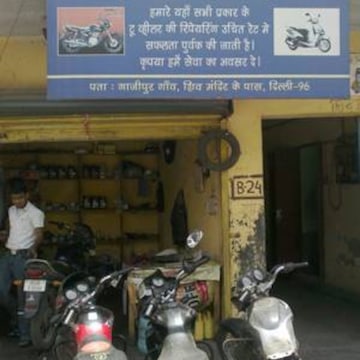 हमारे यहाँ सभी प्रकार के
टू व्हीलर की रिपेयरिंग उचित रेट मे
सफलता पुर्वक की जाती है।
कृपया हमें सेवा का अवसर दे।
पता : गाजीपुर गाँव, शिव मंदिर के पास, दिल्ली-96
B-24